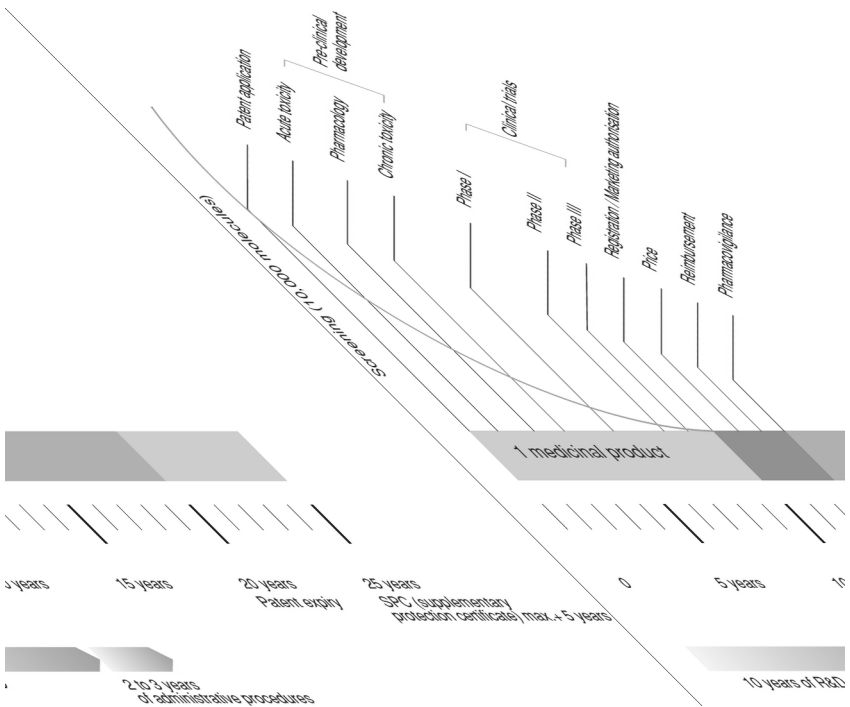 Pre-clinical
development
Clinical trials
Patent application
Acute toxicity
Pharmacology
Chronic toxicity
Phase I
Phase II
Phase III
Registration / Marketing authorisation
Price
Reimbursement
Pharmacovigilance
Screening (10,000 molecules)
1 medicinal product
years
15 years
20 years
25 years
0
5 years
Patent expiry
SPC (supplementary
protection certificate) max.+ 5 years
2 to 3 years
of administrative procedures
10 years of R&D